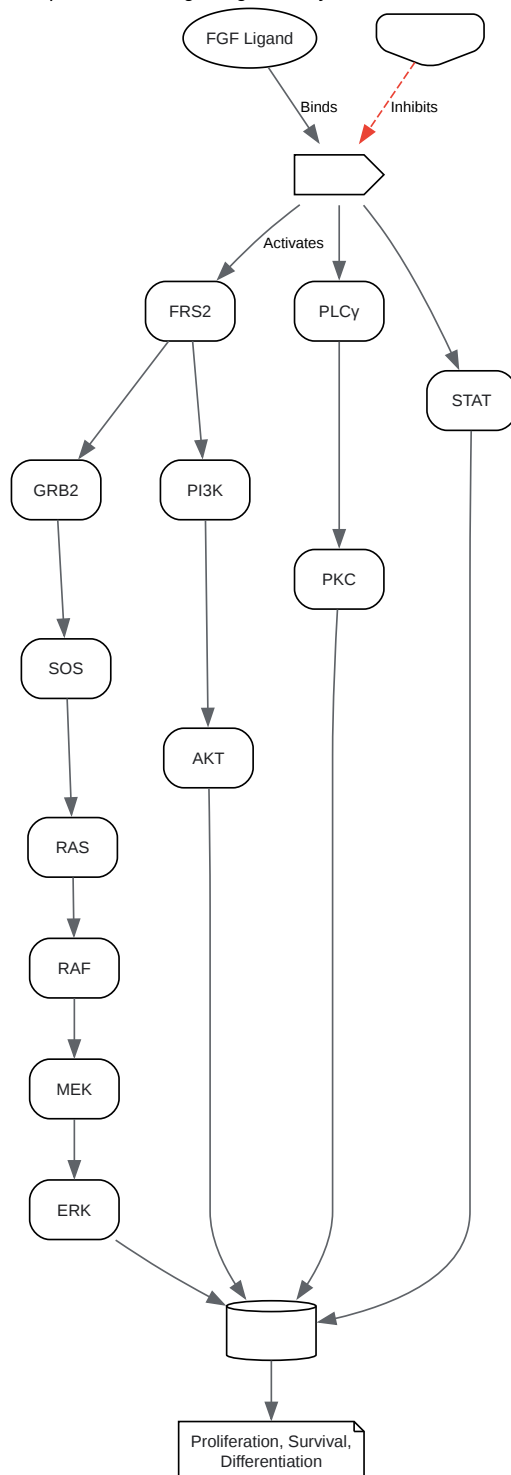 FGF Ligand
Binds
Inhibits
Activates
FRS2
PLCγ
STAT
GRB2
PI3K
PKC
SOS
AKT
RAS
RAF
MEK
ERK
Proliferation, Survival,
Differentiation